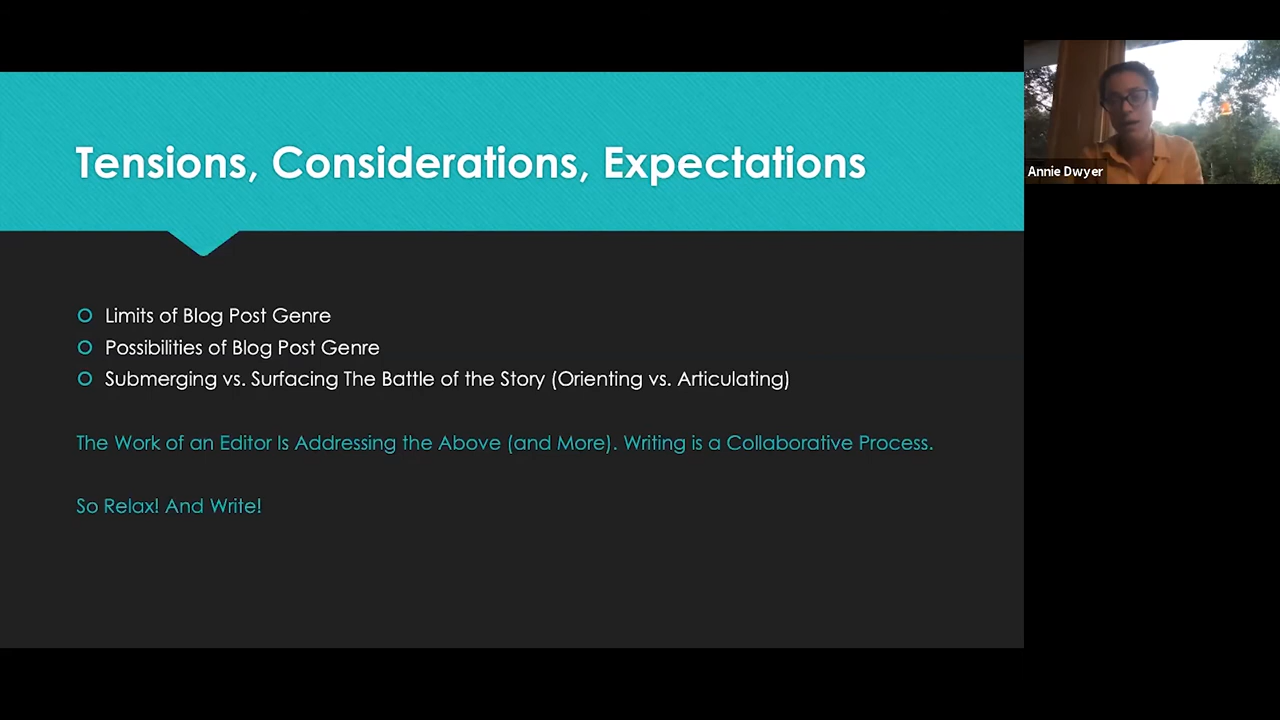 Tensions, Considerations, Expectations
Limits of Blog Post Genre
Possibilities of Blog Post Genre
Submerging vs. Surfacing The Battle of the Story (Orienting vs. Articulating)
The Work of an Editor Is Addressing the Above (and More). Writing is a Collaborative Process.
So Relax! And Write!
Annie Dwyer